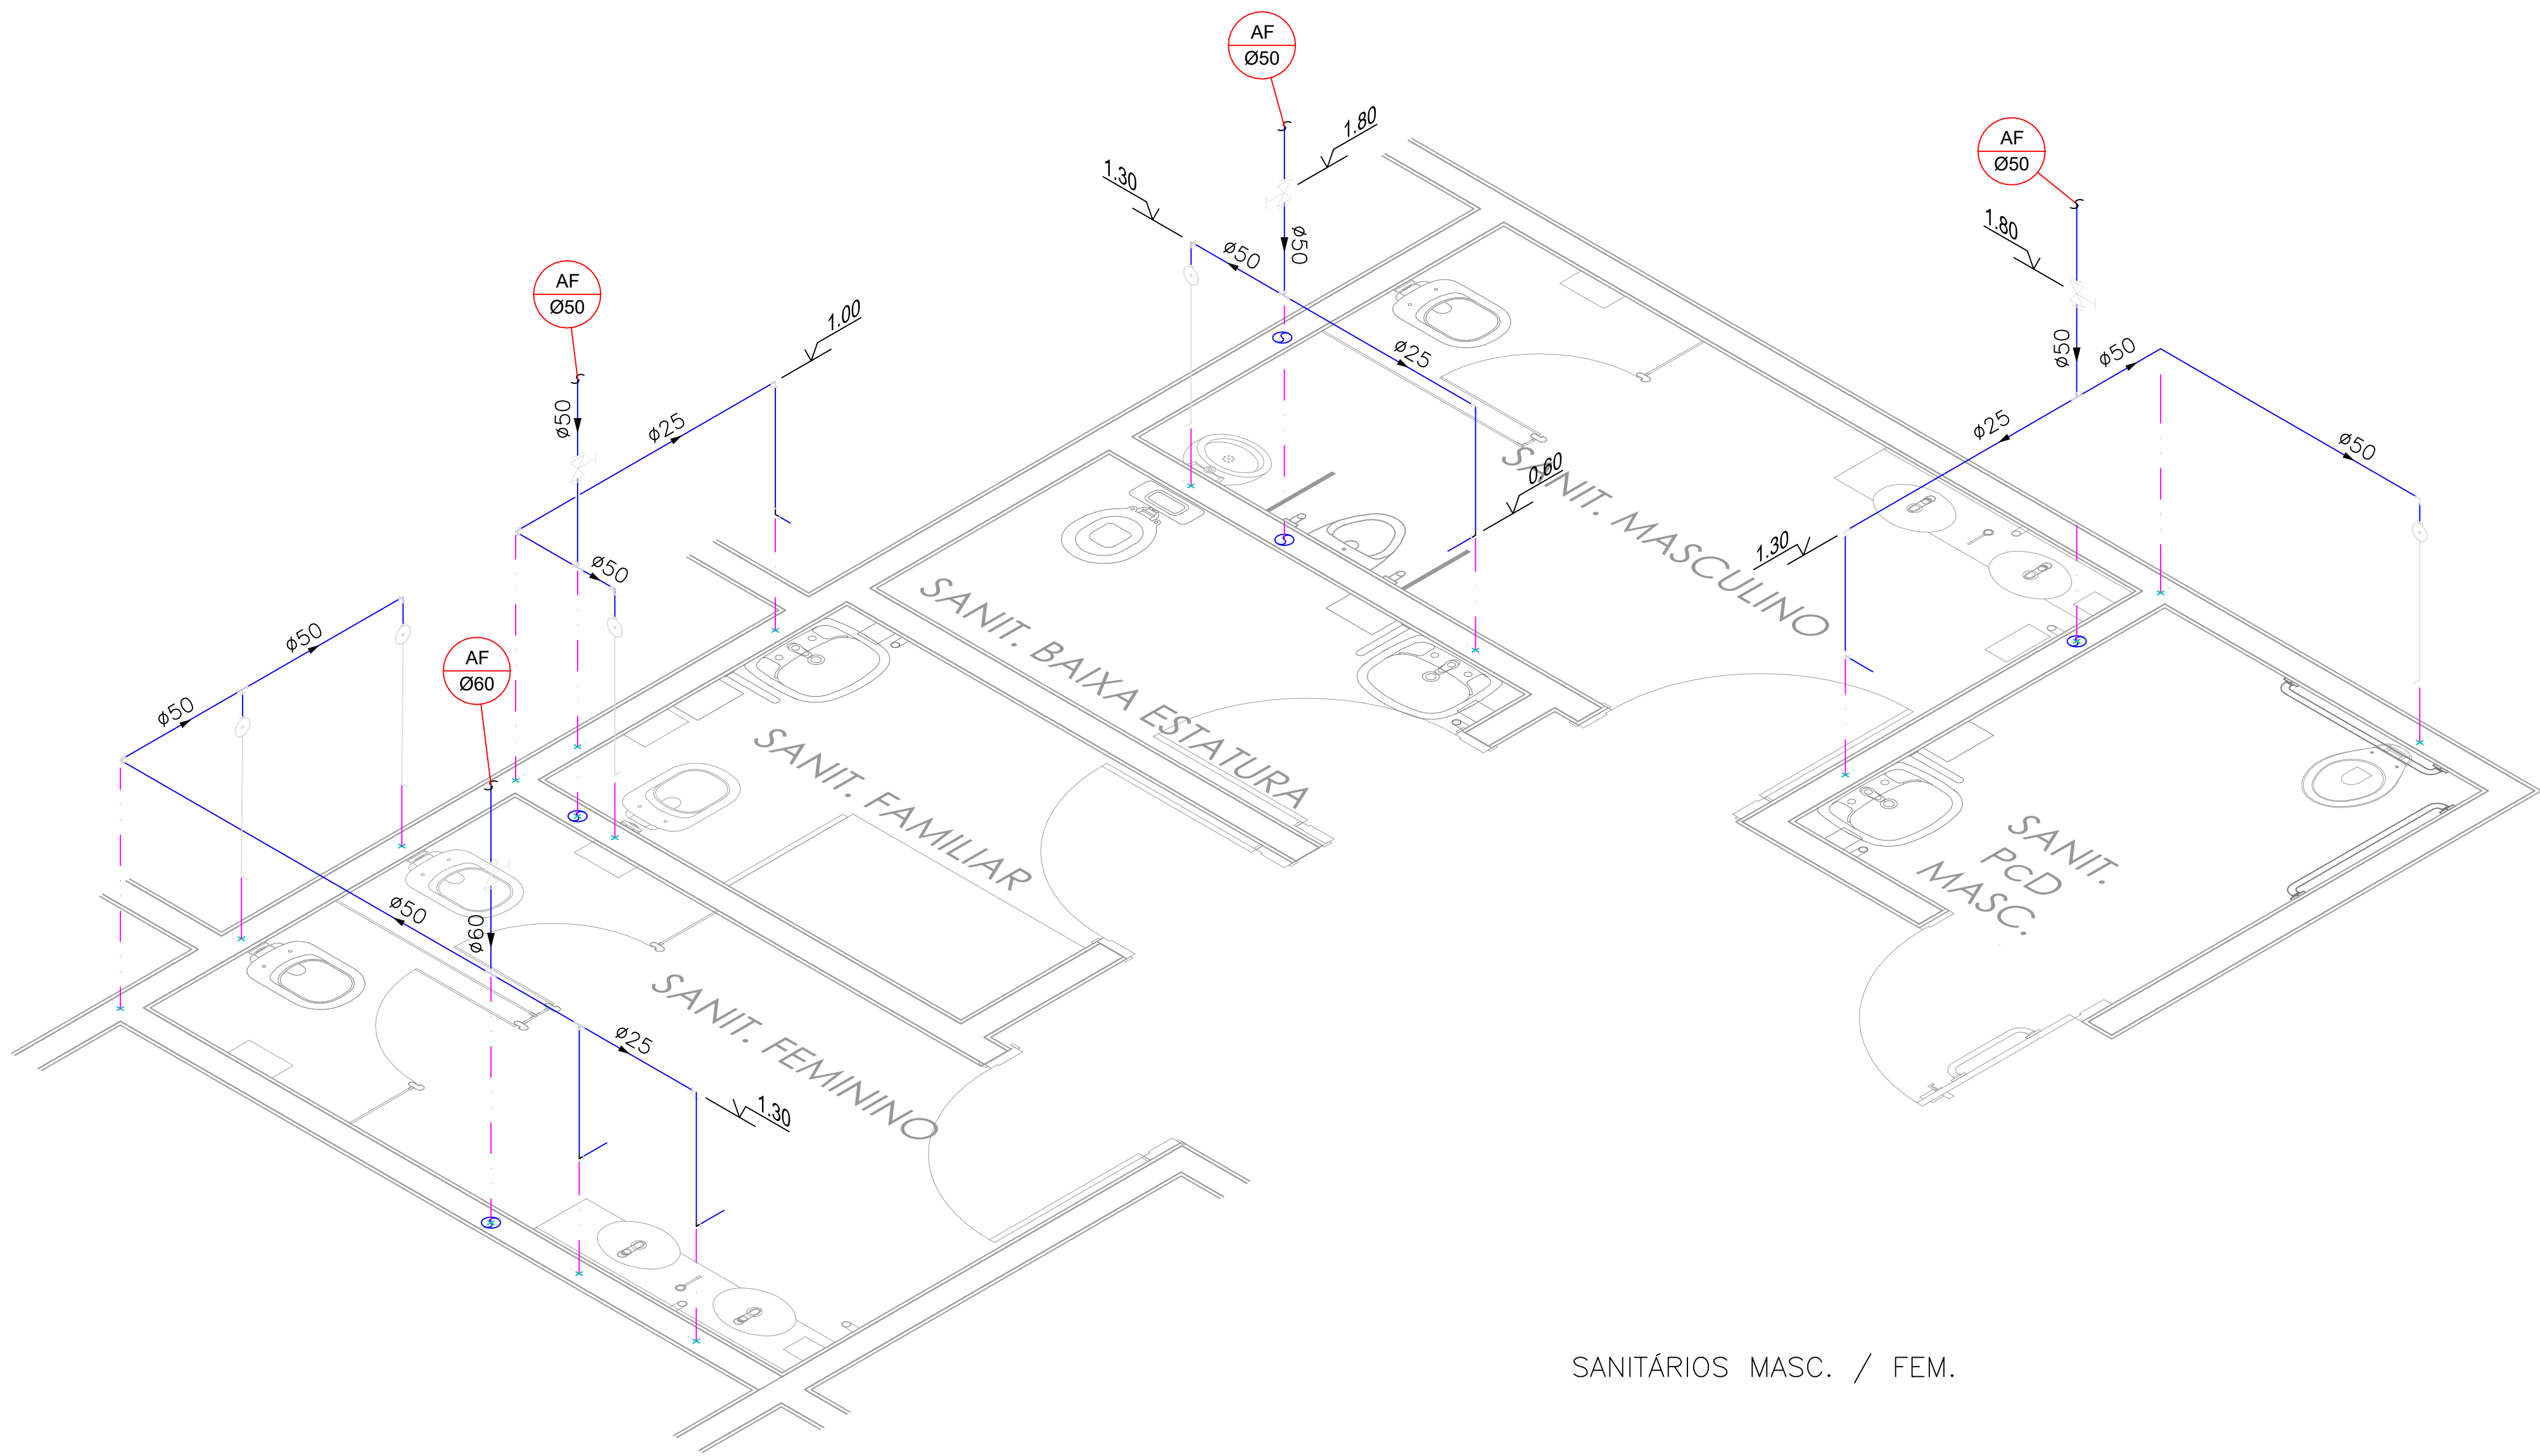 AF
Ø50
1.80
1.30
ø50
ø50
ø25
0.60
AF
Ø50
1.80
ø50
ø50
ø25
ø50
1.30
AF
Ø50
1.00
ø50
ø25
ø50
AF
Ø60
ø50
ø50
ø50
ø60
ø25
1.30
SANIT. MASCULINO
SANIT. BAIXA ESTATURA
SANIT. FAMILIAR
SANIT. FEMININO
SANIT.
PcD
MASC.
SANITÁRIOS MASC. / FEM.